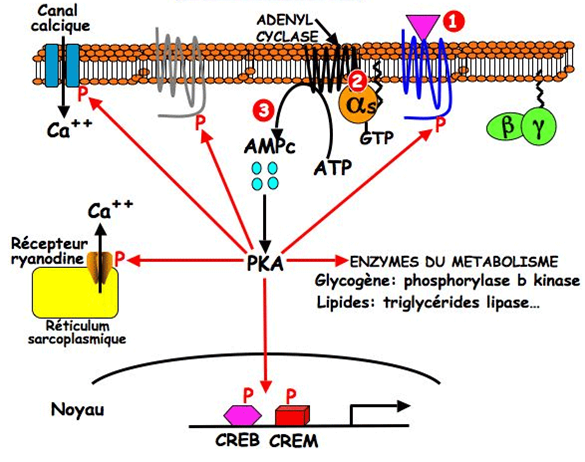 Canal
calcique
ADENYL
CYCLASE
1
2
3
αs
GTP
β
γ
P
P
P
Ca++
AMPc
ATP
Ca++
Récepteur
ryanodine
P
PKA
ENZYMES DU METABOLISME
Glycogène: phosphorylase b kinase
Lipides: triglycérides lipase...
Réticulum
sarcoplasmique
Noyau
P
P
CREB
CREM